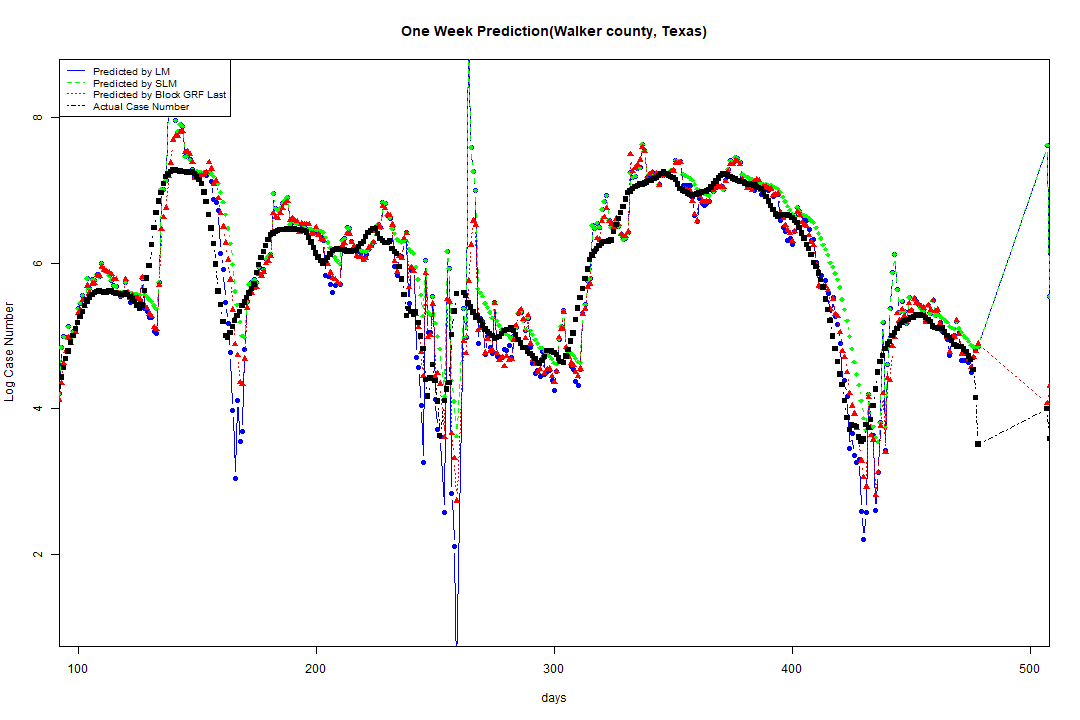 One Week Prediction(Walker county, Texas)
Predicted by LM
Predicted by SLM
Predicted by Block GRF Last
Actual Case Number
8
6
4
2
Log Case Number
100 200 300 400 500
days